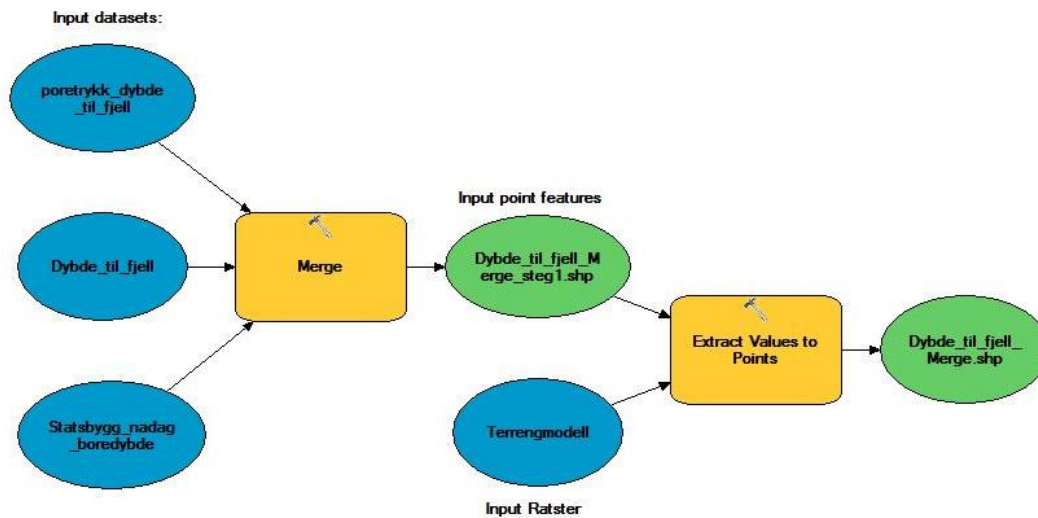 Input datasets:
poretrykk_dybde
_til_fjell
Input point features
Dybde_til_fjell
Merge
Dybde_til_fjell_M
erge_steg1.shp
Extract Values to
Points
Dybde_til_fjell_
Merge.shp
Statsbygg_nadag
_boredybde
Terrengmodell
Input Ratster